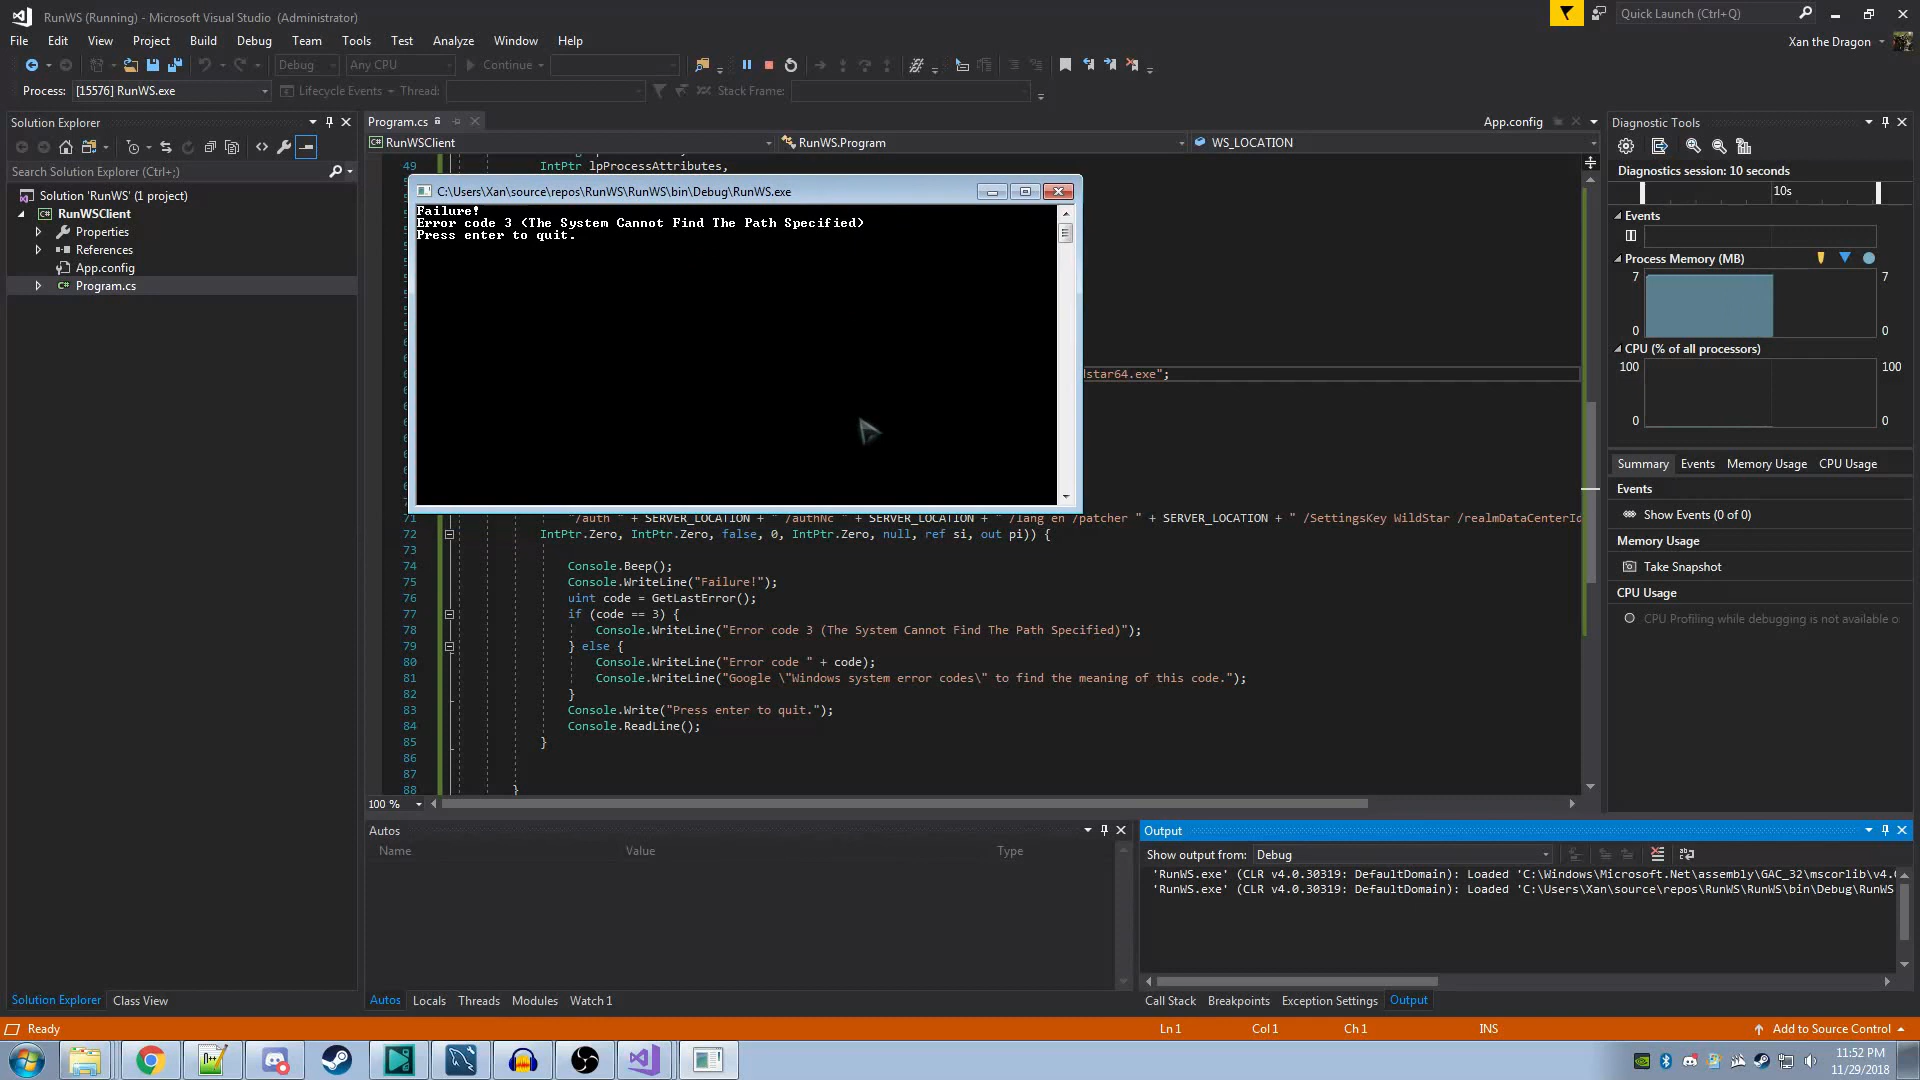 RunWS (Running) - Microsoft Visual Studio (Administrator)
Quick Launch (Ctrl+Q)
File Edit View Project Build Debug Team Tools Test Analyze Window Help
Xan the Dragon
Debug Any CPU Continue
Process: [15576] RunWS.exe Lifecycle Events Thread: Stack Frame:
Solution Explorer
Search Solution Explorer (Ctrl+;)
Solution 'RunWS' (1 project)
RunWSClient
Properties
References
App.config
Program.cs
Solution Explorer Class View
Program.cs
App.config
RunWSClient RunWS.Program WS_LOCATION
49 IntPtr lpProcessAttributes,
C:\Users\Xan\source\repos\RunWS\RunWS\bin\Debug\RunWS.exe
Failure!
Error code 3 (The System Cannot Find The Path Specified)
Press enter to quit.
lstar64.exe";
71 "/auth " + SERVER_LOCATION + " /authNc " + SERVER_LOCATION + " /lang en /patcher " + SERVER_LOCATION + " /SettingsKey WildStar /realmDataCenterId
72 IntPtr.Zero, IntPtr.Zero, false, 0, IntPtr.Zero, null, ref si, out pi)) {
73
74 Console.Beep();
75 Console.WriteLine("Failure!");
76 uint code = GetLastError();
77 if (code == 3) {
78 Console.WriteLine("Error code 3 (The System Cannot Find The Path Specified)");
79 } else {
80 Console.WriteLine("Error code " + code);
81 Console.WriteLine("Google \"Windows system error codes\" to find the meaning of this code.");
82 }
83 Console.Write("Press enter to quit.");
84 Console.ReadLine();
85 }
86
87
88 }
100 %
Diagnostic Tools
Diagnostics session: 10 seconds
10s
Events
Process Memory (MB)
7 7
0 0
CPU (% of all processors)
100 100
0 0
Summary Events Memory Usage CPU Usage
Events
Show Events (0 of 0)
Memory Usage
Take Snapshot
CPU Usage
CPU Profiling while debugging is not available o
Autos
Name Value Type
Autos Locals Threads Modules Watch 1
Output
Show output from: Debug
'RunWS.exe' (CLR v4.0.30319: DefaultDomain): Loaded 'C:\Windows\Microsoft.Net\assembly\GAC_32\mscorlib\v4.0
'RunWS.exe' (CLR v4.0.30319: DefaultDomain): Loaded 'C:\Users\Xan\source\repos\RunWS\RunWS\bin\Debug\RunWS
Call Stack Breakpoints Exception Settings Output
Ready Ln 1 Col 1 Ch 1 INS Add to Source Control
11:52 PM
11/29/2018